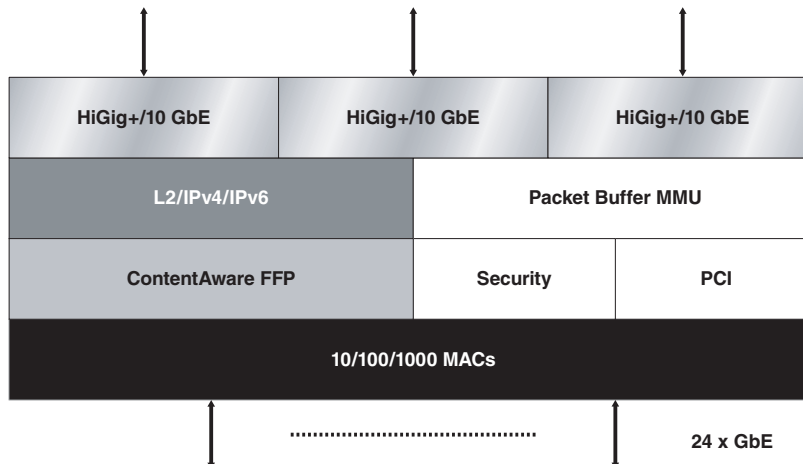 HiGig+/10 GbE
HiGig+/10 GbE
HiGig+/10 GbE
L2/IPv4/IPv6
Packet Buffer MMU
ContentAware FFP
Security
PCI
10/100/1000 MACs
24 x GbE